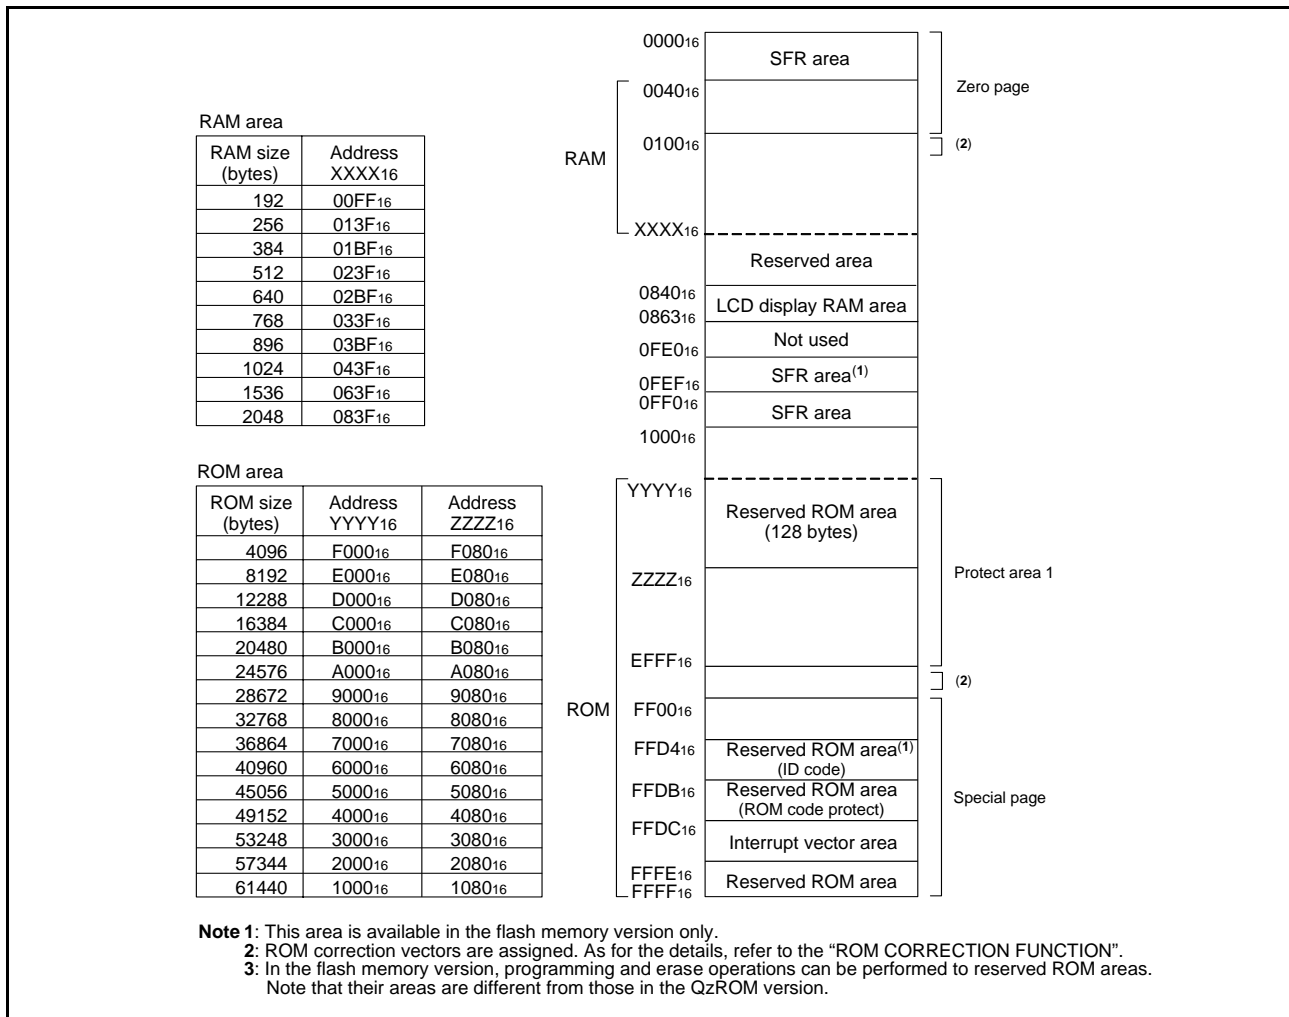 RAM area
RAM size (bytes) Address XXXX16
192 00FF16
256 013F16
384 01BF16
512 023F16
640 02BF16
768 033F16
896 03BF16
1024 043F16
1536 063F16
2048 083F16
ROM area
ROM size (bytes) Address YYYY16 Address ZZZZ16
4096 F00016 F08016
8192 E00016 E08016
12288 D00016 D08016
16384 C00016 C08016
20480 B00016 B08016
24576 A00016 A08016
28672 900016 908016
32768 800016 808016
36864 700016 708016
40960 600016 608016
45056 500016 508016
49152 400016 408016
53248 300016 308016
57344 200016 208016
61440 100016 108016
000016
SFR area
Zero page
004016
RAM
010016
(2)
XXXX16
Reserved area
084016
LCD display RAM area
086316
Not used
0FE016
SFR area(1)
0FEF16
0FF016
SFR area
100016
YYYY16
Reserved ROM area
(128 bytes)
Protect area 1
ZZZZ16
EFFF16
(2)
ROM
FF0016
FFD416
Reserved ROM area(1)
(ID code)
FFDB16
Reserved ROM area
(ROM code protect)
Special page
FFDC16
Interrupt vector area
FFFE16
Reserved ROM area
FFFF16
Note 1: This area is available in the flash memory version only.
2: ROM correction vectors are assigned. As for the details, refer to the “ROM CORRECTION FUNCTION”.
3: In the flash memory version, programming and erase operations can be performed to reserved ROM areas.
Note that their areas are different from those in the QzROM version.